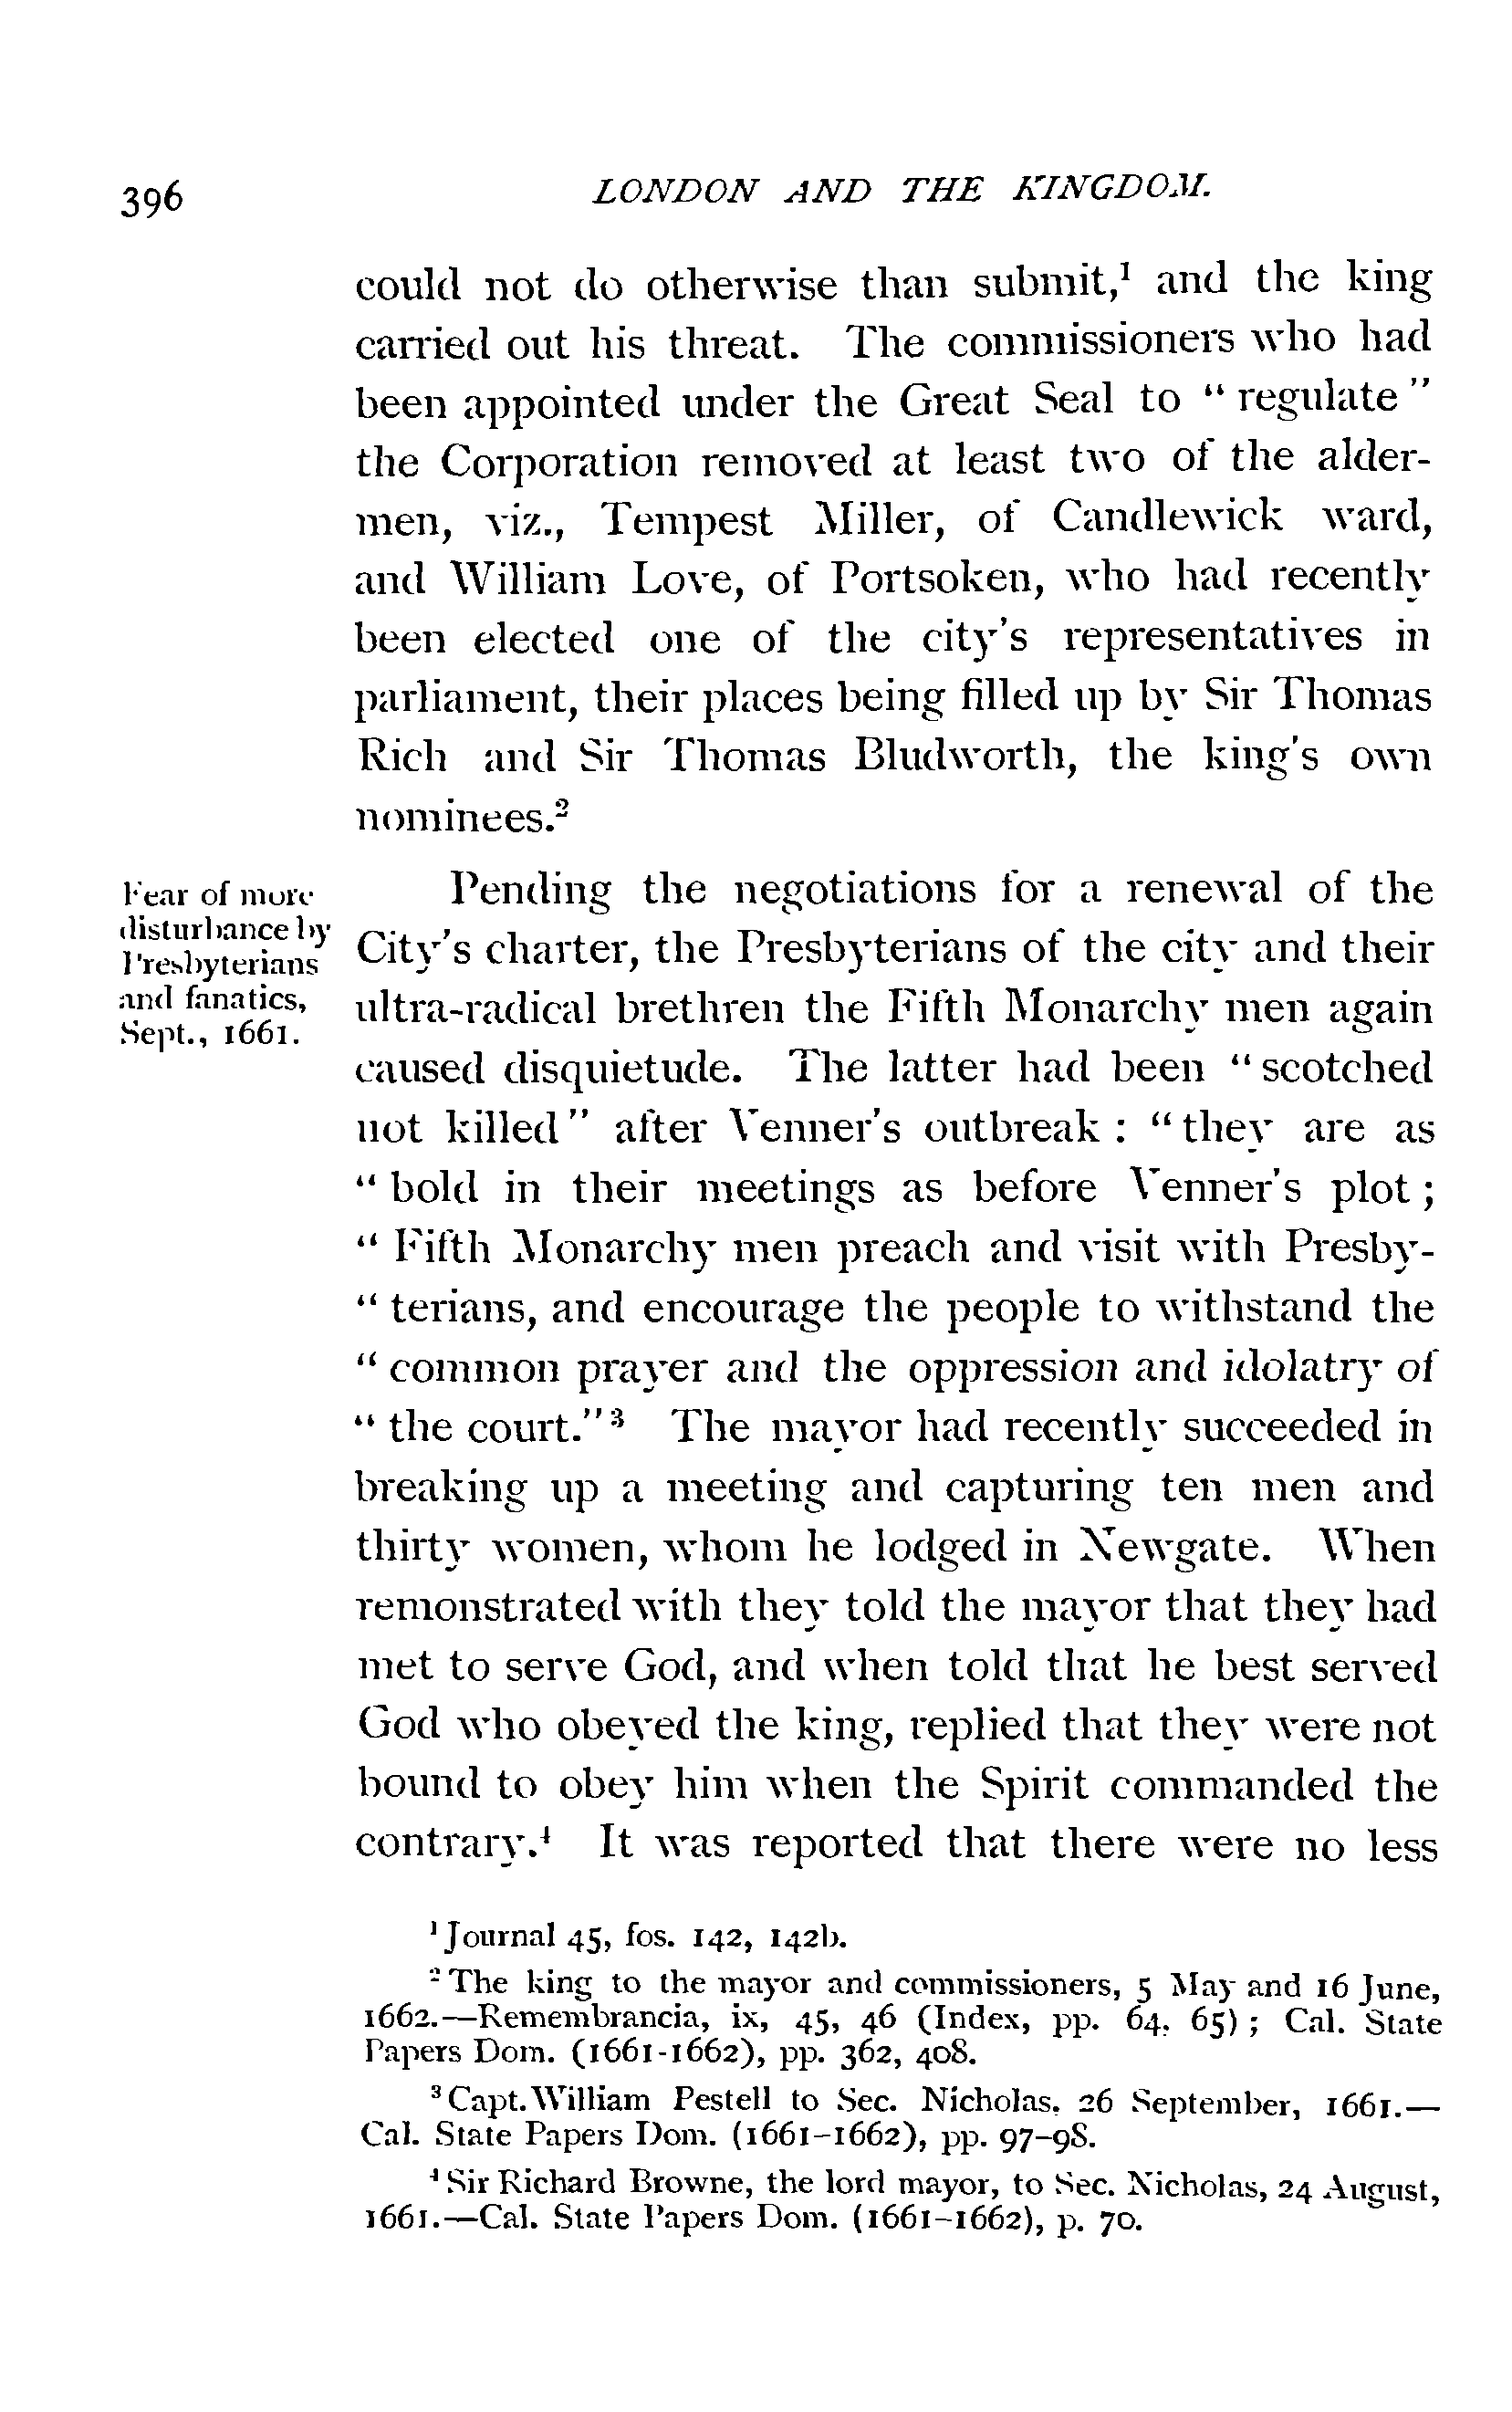 396 LONDON AND THE KINGDOM.
could not do otherwise than submit,¹ and the king
carried out his threat. The commissioners who had
been appointed under the Great Seal to “ regulate ”
the Corporation removed at least two of the alder-
men, viz., Tempest Miller, of Candlewick ward,
and William Love, of Portsoken, who had recently
been elected one of the city’s representatives in
parliament, their places being filled up by Sir Thomas
Rich and Sir Thomas Bludworth, the king’s own
nominees.²
Fear of more
disturbance by
Presbyterians
and fanatics,
Sept., 1661.
Pending the negotiations for a renewal of the
City’s charter, the Presbyterians of the city and their
ultra-radical brethren the Fifth Monarchy men again
caused disquietude. The latter had been “ scotched
not killed” after Venner’s outbreak : “ they are as
“ bold in their meetings as before Venner’s plot ;
“ Fifth Monarchy men preach and visit with Presby-
“ terians, and encourage the people to withstand the
“ common prayer and the oppression and idolatry of
“ the court.”³ The mayor had recently succeeded in
breaking up a meeting and capturing ten men and
thirty women, whom he lodged in Newgate. When
remonstrated with they told the mayor that they had
met to serve God, and when told that he best served
God who obeyed the king, replied that they were not
bound to obey him when the Spirit commanded the
contrary.⁴ It was reported that there were no less
¹ Journal 45, fos. 142, 142b.
² The king to the mayor and commissioners, 5 May and 16 June,
1662.—Remembrancia, ix, 45, 46 (Index, pp. 64, 65) ; Cal. State
Papers Dom. (1661-1662), pp. 362, 408.
³ Capt. William Pestell to Sec. Nicholas, 26 September, 1661.—
Cal. State Papers Dom. (1661–1662), pp. 97–98.
⁴ Sir Richard Browne, the lord mayor, to Sec. Nicholas, 24 August,
1661.—Cal. State Papers Dom. (1661–1662), p. 70.